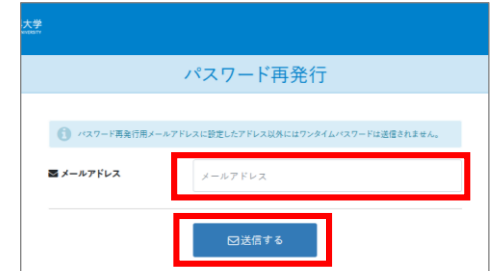 大学
パスワード再発行
パスワード再発行用メールアドレスに設定したアドレス以外にはワンタイムパスワードは送信されません。
メールアドレス
メールアドレス
送信する